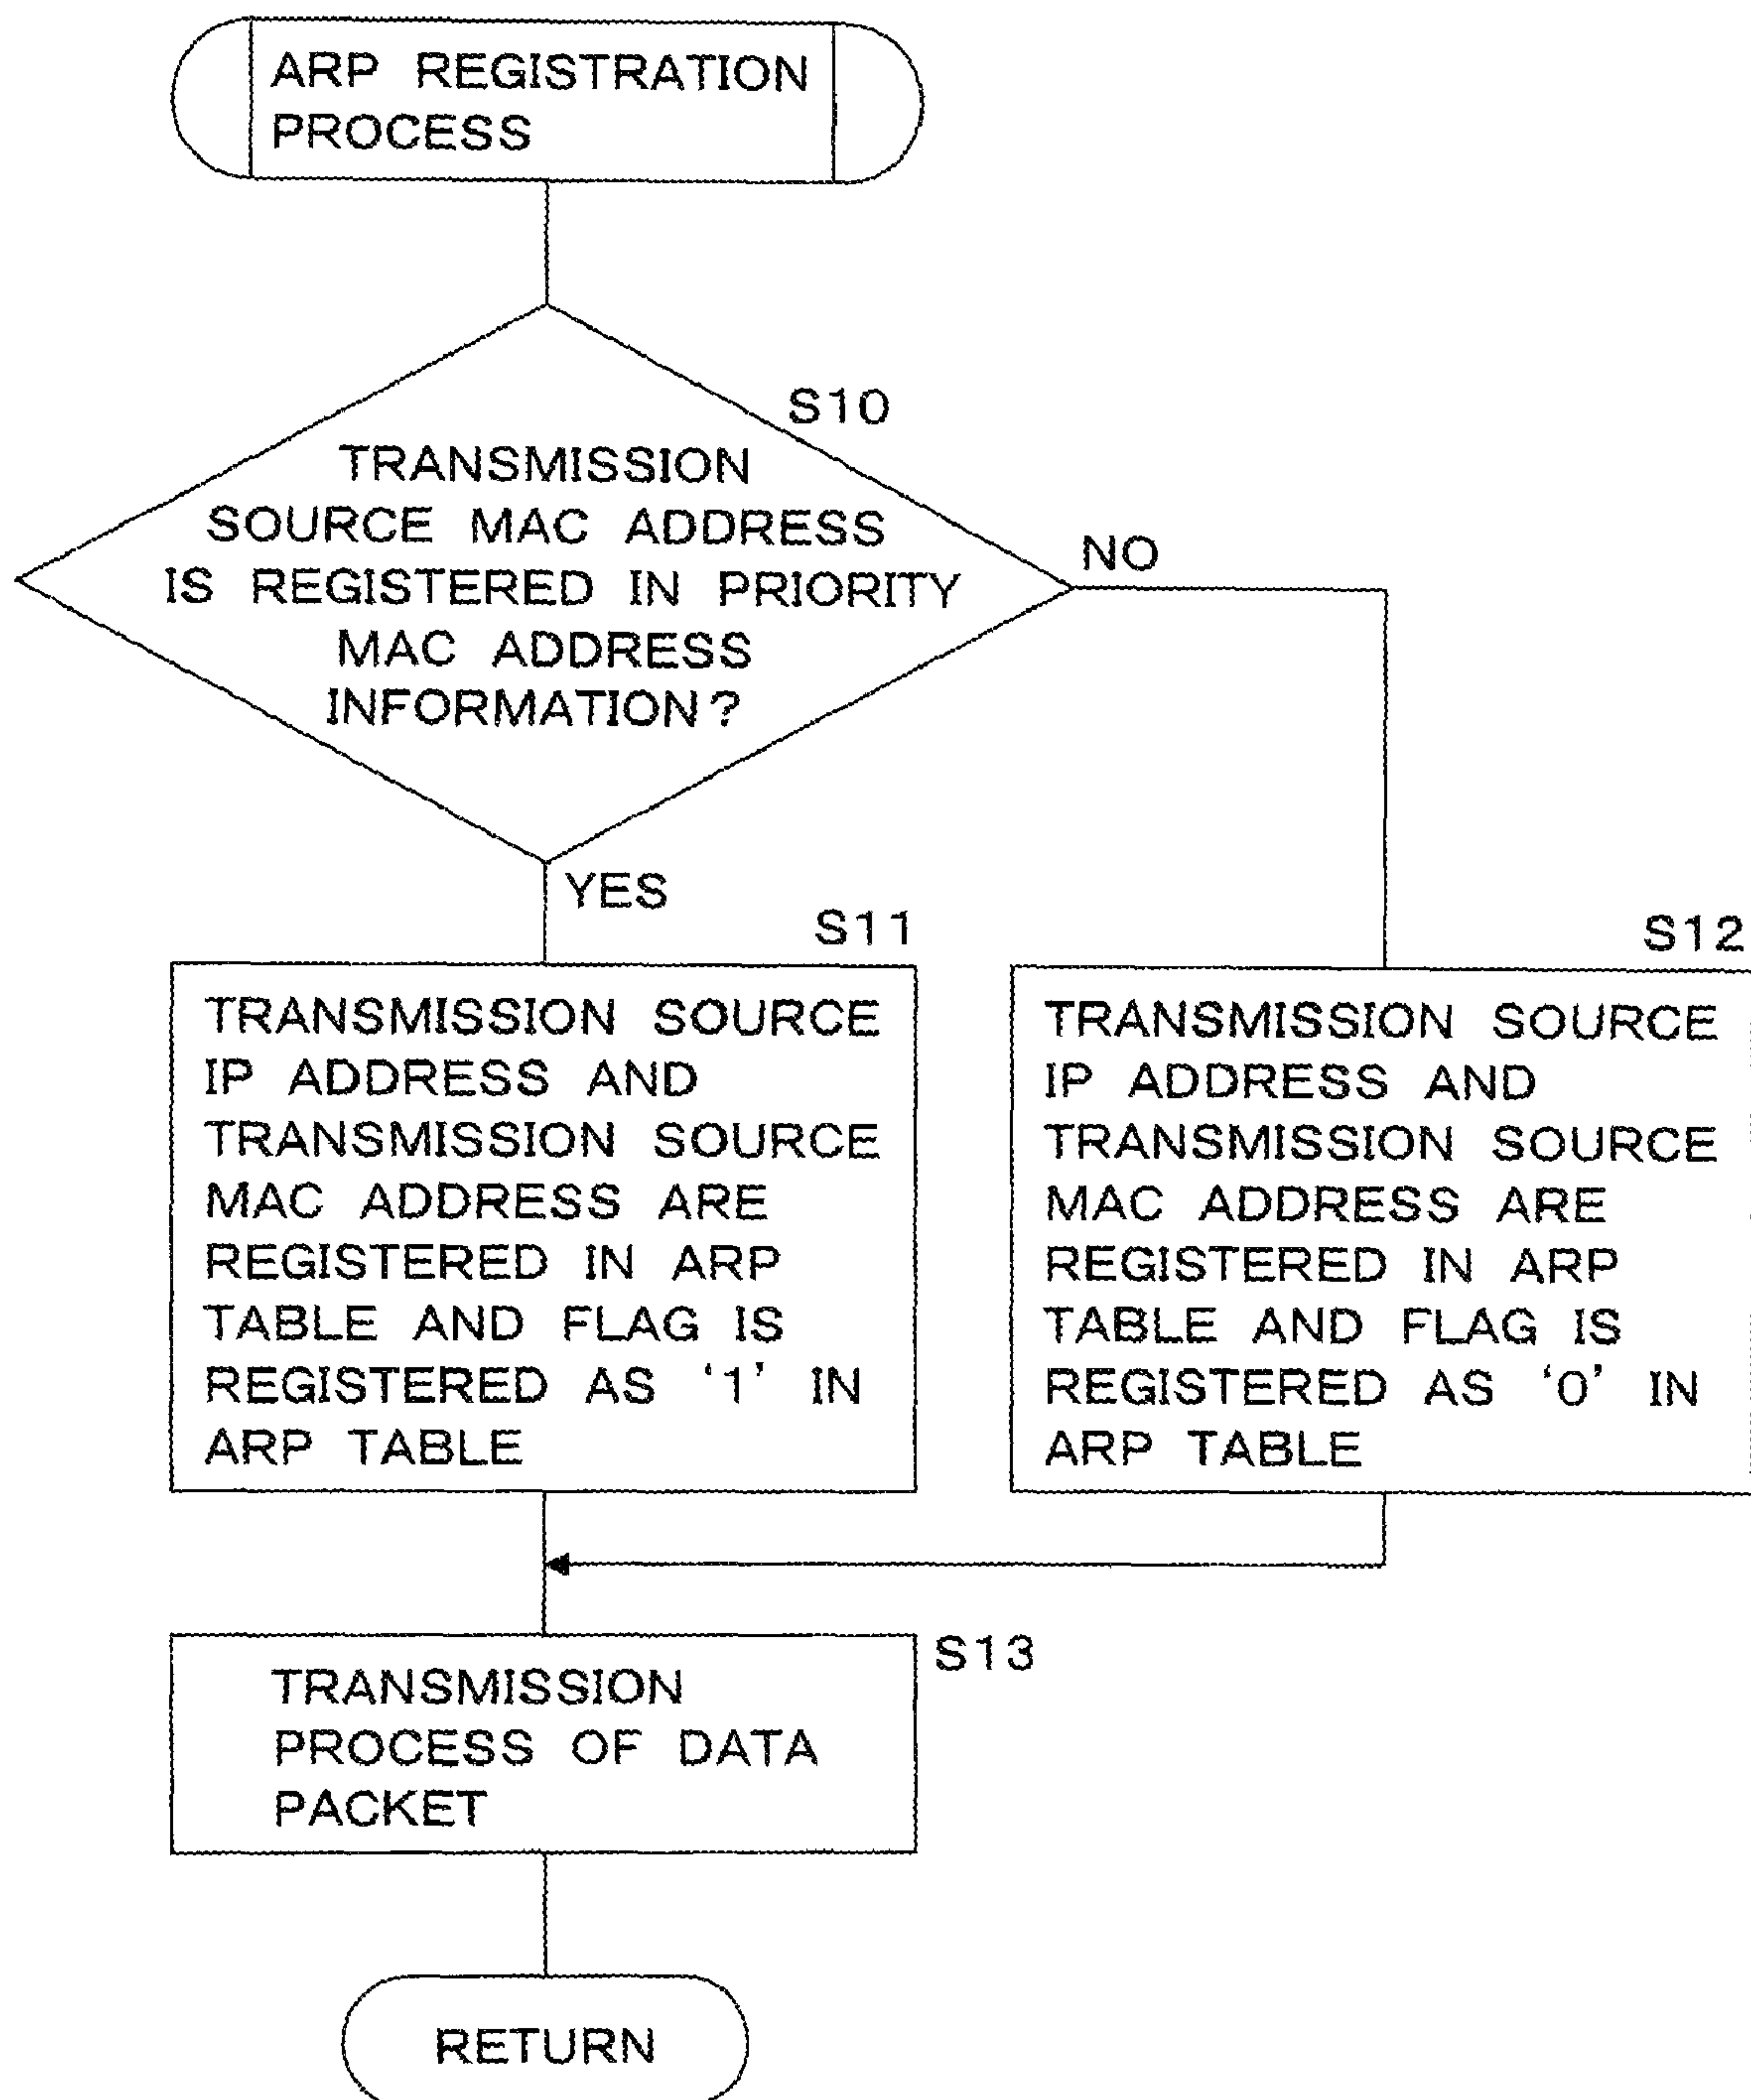 ARP REGISTRATION
PROCESS
S10
TRANSMISSION
SOURCE MAC ADDRESS
IS REGISTERED IN PRIORITY
MAC ADDRESS
INFORMATION?
NO
YES
S11
TRANSMISSION SOURCE
IP ADDRESS AND
TRANSMISSION SOURCE
MAC ADDRESS ARE
REGISTERED IN ARP
TABLE AND FLAG IS
REGISTERED AS ‘1’ IN
ARP TABLE
S12
TRANSMISSION SOURCE
IP ADDRESS AND
TRANSMISSION SOURCE
MAC ADDRESS ARE
REGISTERED IN ARP
TABLE AND FLAG IS
REGISTERED AS ‘0’ IN
ARP TABLE
S13
TRANSMISSION
PROCESS OF DATA
PACKET
RETURN